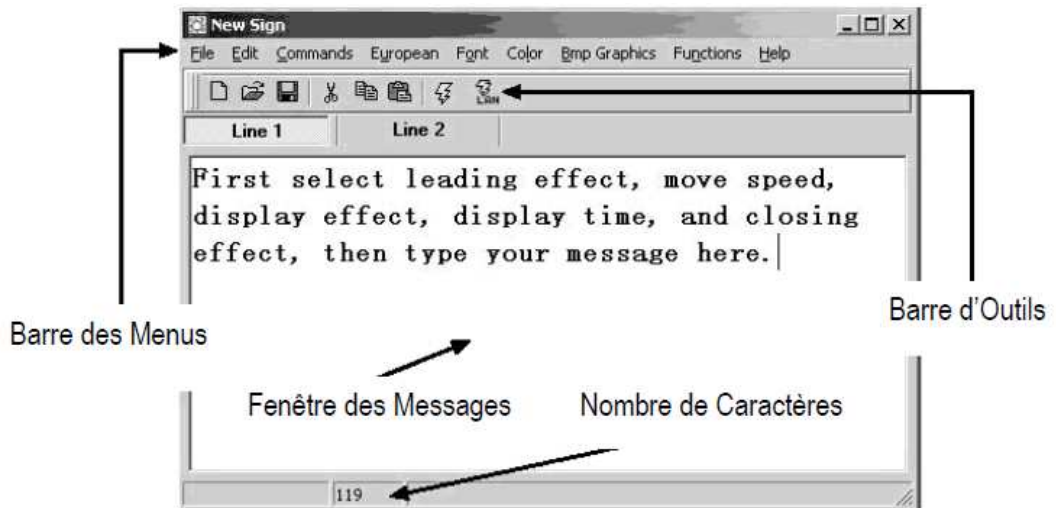 New Sign
File Edit Commands European Font Color Bmp Graphics Functions Help
LAN
Line 1 Line 2
First select leading effect, move speed,
display effect, display time, and closing
effect, then type your message here.
Barre d'Outils
Barre des Menus
Fenêtre des Messages Nombre de Caractères
119